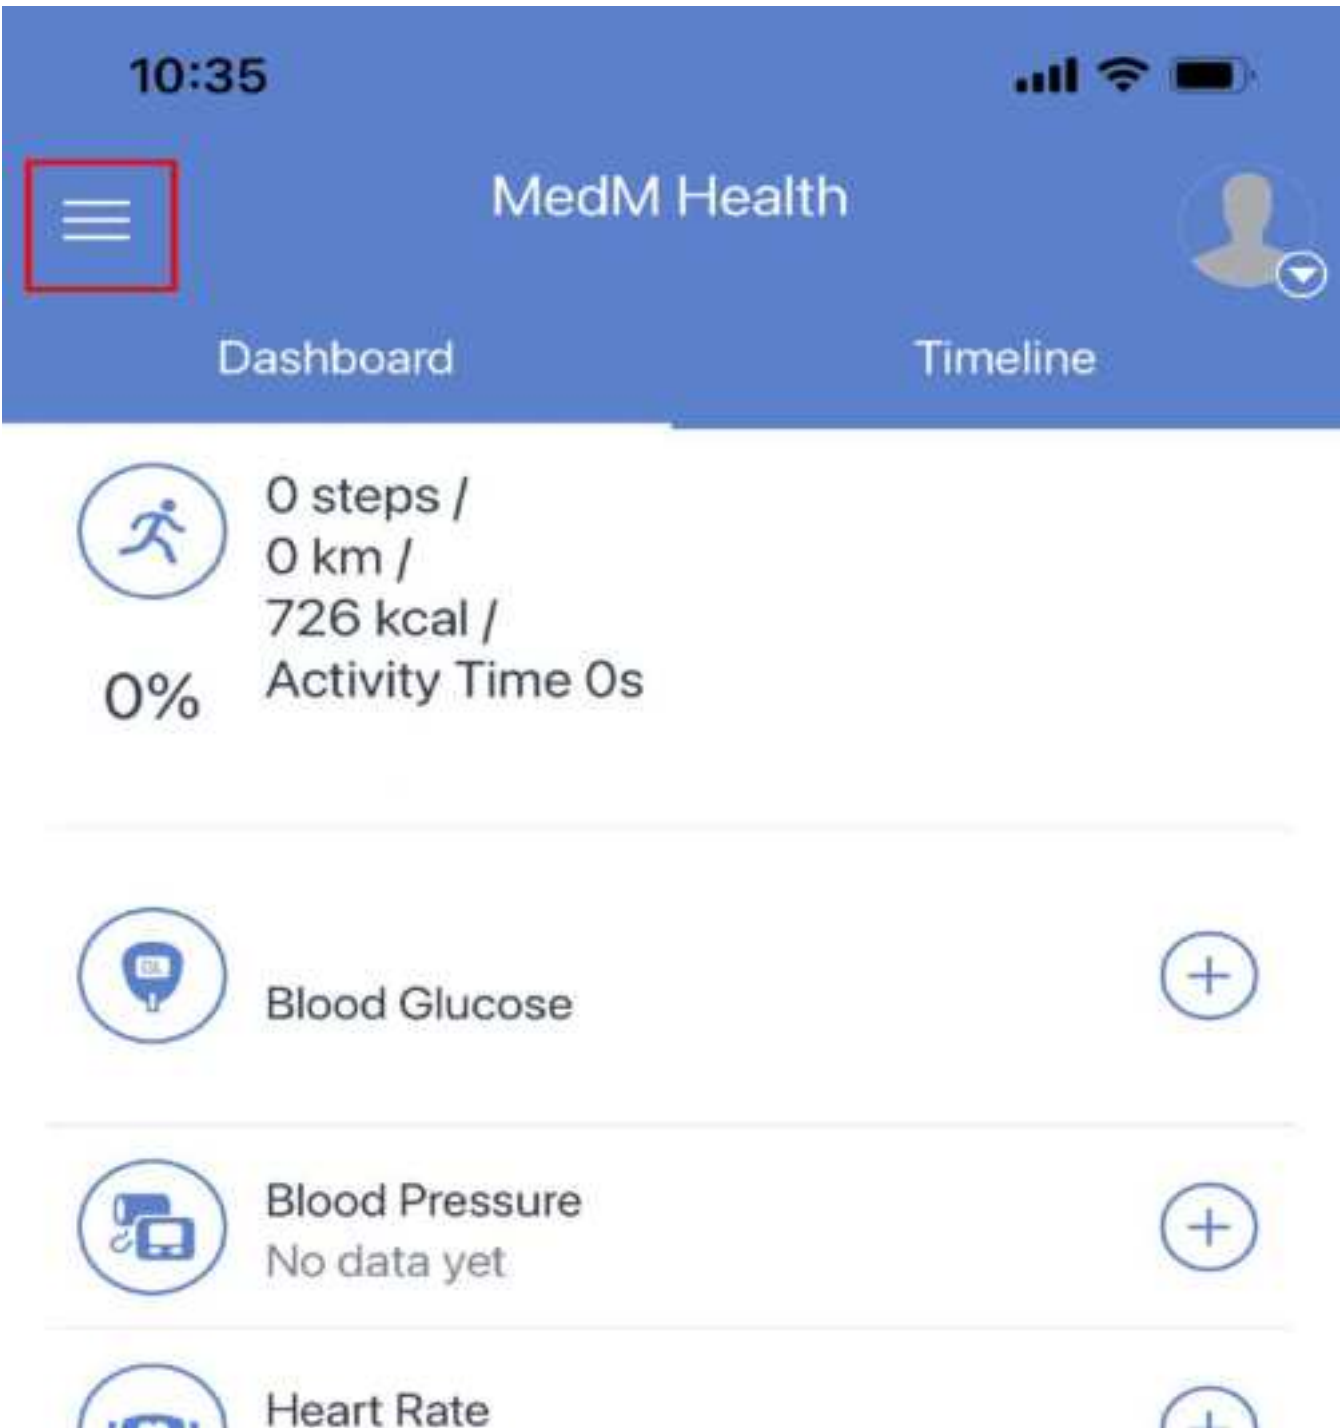 10:35
MedM Health
Dashboard
Timeline
0 steps /
0 km /
726 kcal /
Activity Time 0s
0%
Blood Glucose
Blood Pressure
No data yet
Heart Rate